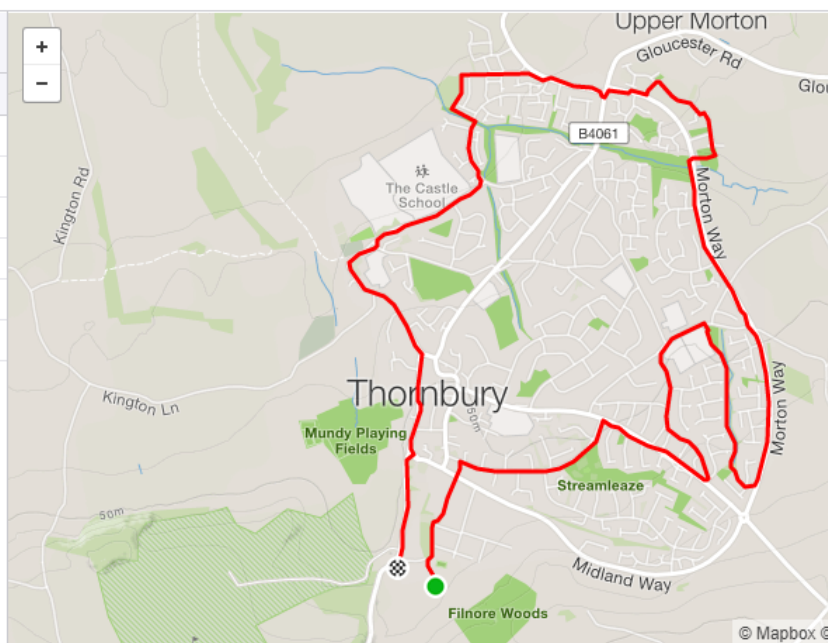 Upper Morton
Gloucester Rd
Glou
B4061
The Castle
School
Kington Rd
Morton Way
Kington Ln
Thornbury
50m
Mundy Playing
Fields
Morton Way
Streamleaze
50m
Midland Way
Filnore Woods
© Mapbox ©
+
−